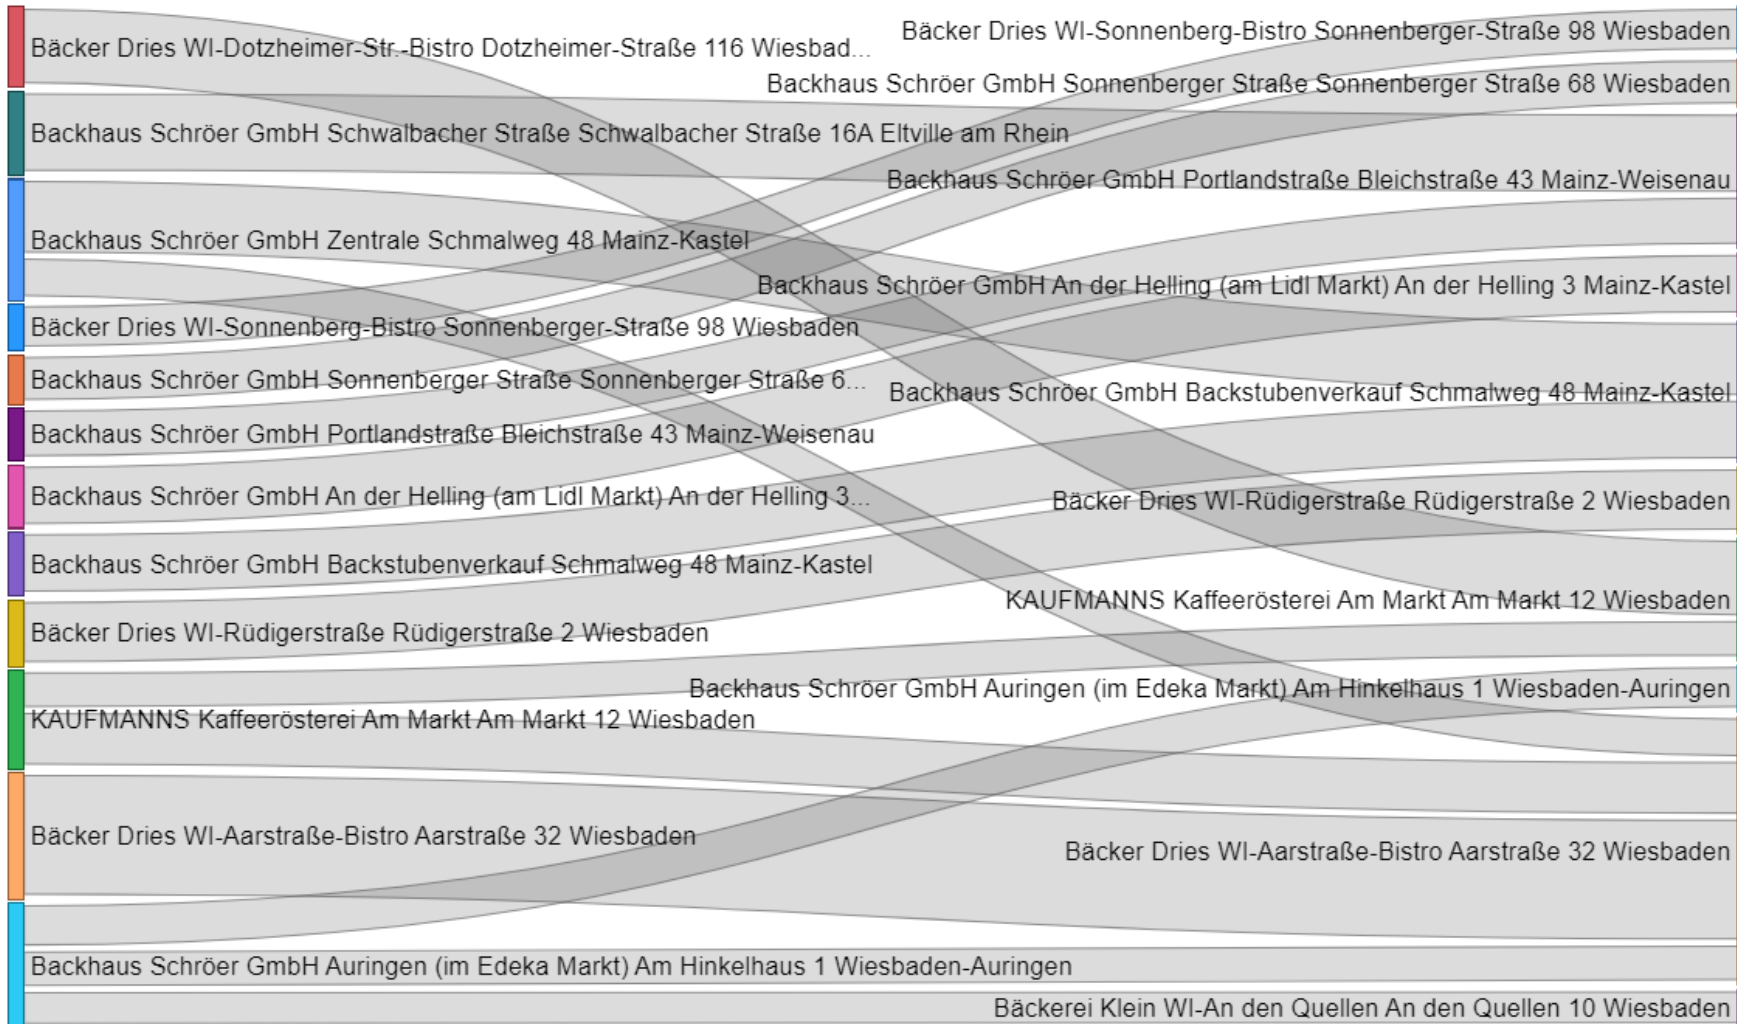 Bäcker Dries WI-Dotzheimer-Str.-Bistro Dotzheimer-Straße 116 Wiesbad...
Backhaus Schröer GmbH Schwalbacher Straße Schwalbacher Straße 16A Eltville am Rhein
Backhaus Schröer GmbH Zentrale Schmalweg 48 Mainz-Kastel
Bäcker Dries WI-Sonnenberg-Bistro Sonnenberger-Straße 98 Wiesbaden
Backhaus Schröer GmbH Sonnenberger Straße Sonnenberger Straße 6...
Backhaus Schröer GmbH Portlandstraße Bleichstraße 43 Mainz-Weisenau
Backhaus Schröer GmbH An der Helling (am Lidl Markt) An der Helling 3...
Backhaus Schröer GmbH Backstubenverkauf Schmalweg 48 Mainz-Kastel
Bäcker Dries WI-Rüdigerstraße Rüdigerstraße 2 Wiesbaden
KAUFMANNS Kaffeerösterei Am Markt Am Markt 12 Wiesbaden
Bäcker Dries WI-Aarstraße-Bistro Aarstraße 32 Wiesbaden
Backhaus Schröer GmbH Auringen (im Edeka Markt) Am Hinkelhaus 1 Wiesbaden-Auringen
Bäcker Dries WI-Sonnenberg-Bistro Sonnenberger-Straße 98 Wiesbaden
Backhaus Schröer GmbH Sonnenberger Straße Sonnenberger Straße 68 Wiesbaden
Backhaus Schröer GmbH Portlandstraße Bleichstraße 43 Mainz-Weisenau
Backhaus Schröer GmbH An der Helling (am Lidl Markt) An der Helling 3 Mainz-Kastel
Backhaus Schröer GmbH Backstubenverkauf Schmalweg 48 Mainz-Kastel
Bäcker Dries WI-Rüdigerstraße Rüdigerstraße 2 Wiesbaden
KAUFMANNS Kaffeerösterei Am Markt Am Markt 12 Wiesbaden
Backhaus Schröer GmbH Auringen (im Edeka Markt) Am Hinkelhaus 1 Wiesbaden-Auringen
Bäcker Dries WI-Aarstraße-Bistro Aarstraße 32 Wiesbaden
Bäckerei Klein WI-An den Quellen An den Quellen 10 Wiesbaden